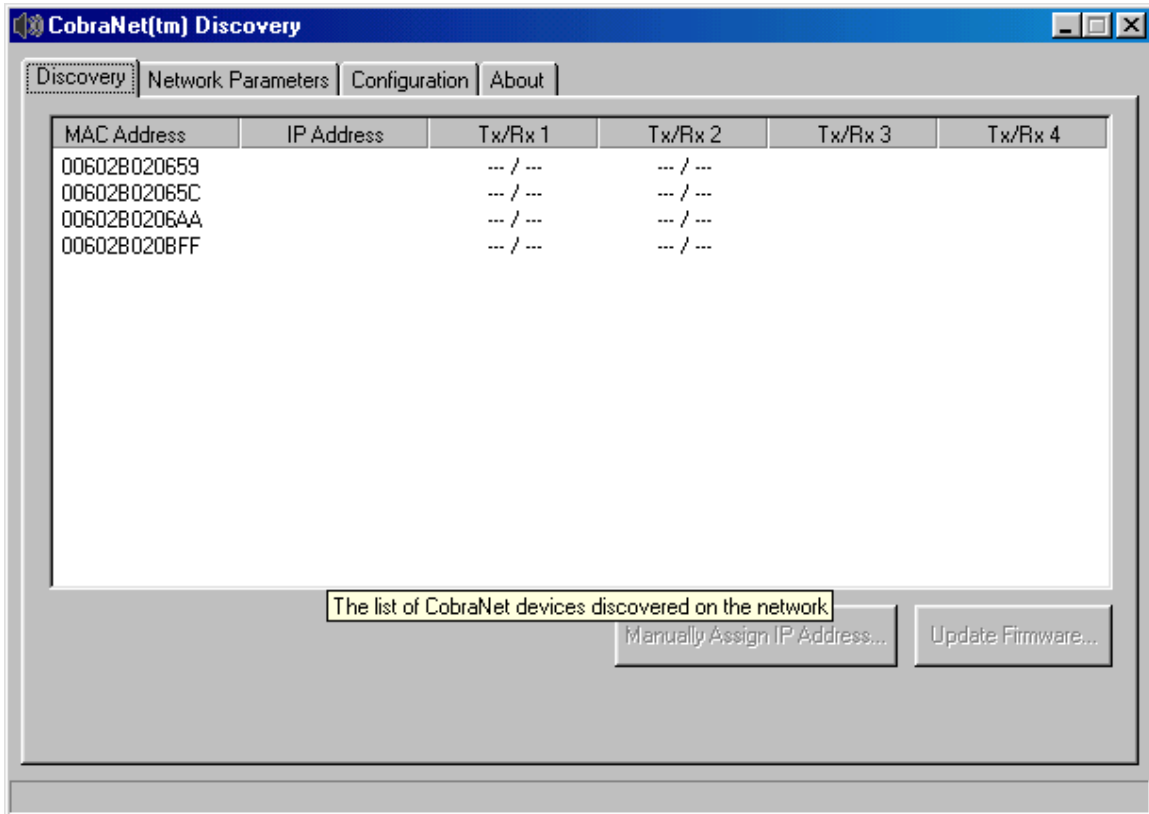 CobraNet(tm) Discovery
Discovery Network Parameters Configuration About
MAC Address IP Address Tx/Rx 1 Tx/Rx 2 Tx/Rx 3 Tx/Rx 4
00602B020659 --- / --- --- / ---
00602B02065C --- / --- --- / ---
00602B0206AA --- / --- --- / ---
00602B020BFF --- / --- --- / ---
The list of CobraNet devices discovered on the network
Manually Assign IP Address... Update Firmware...